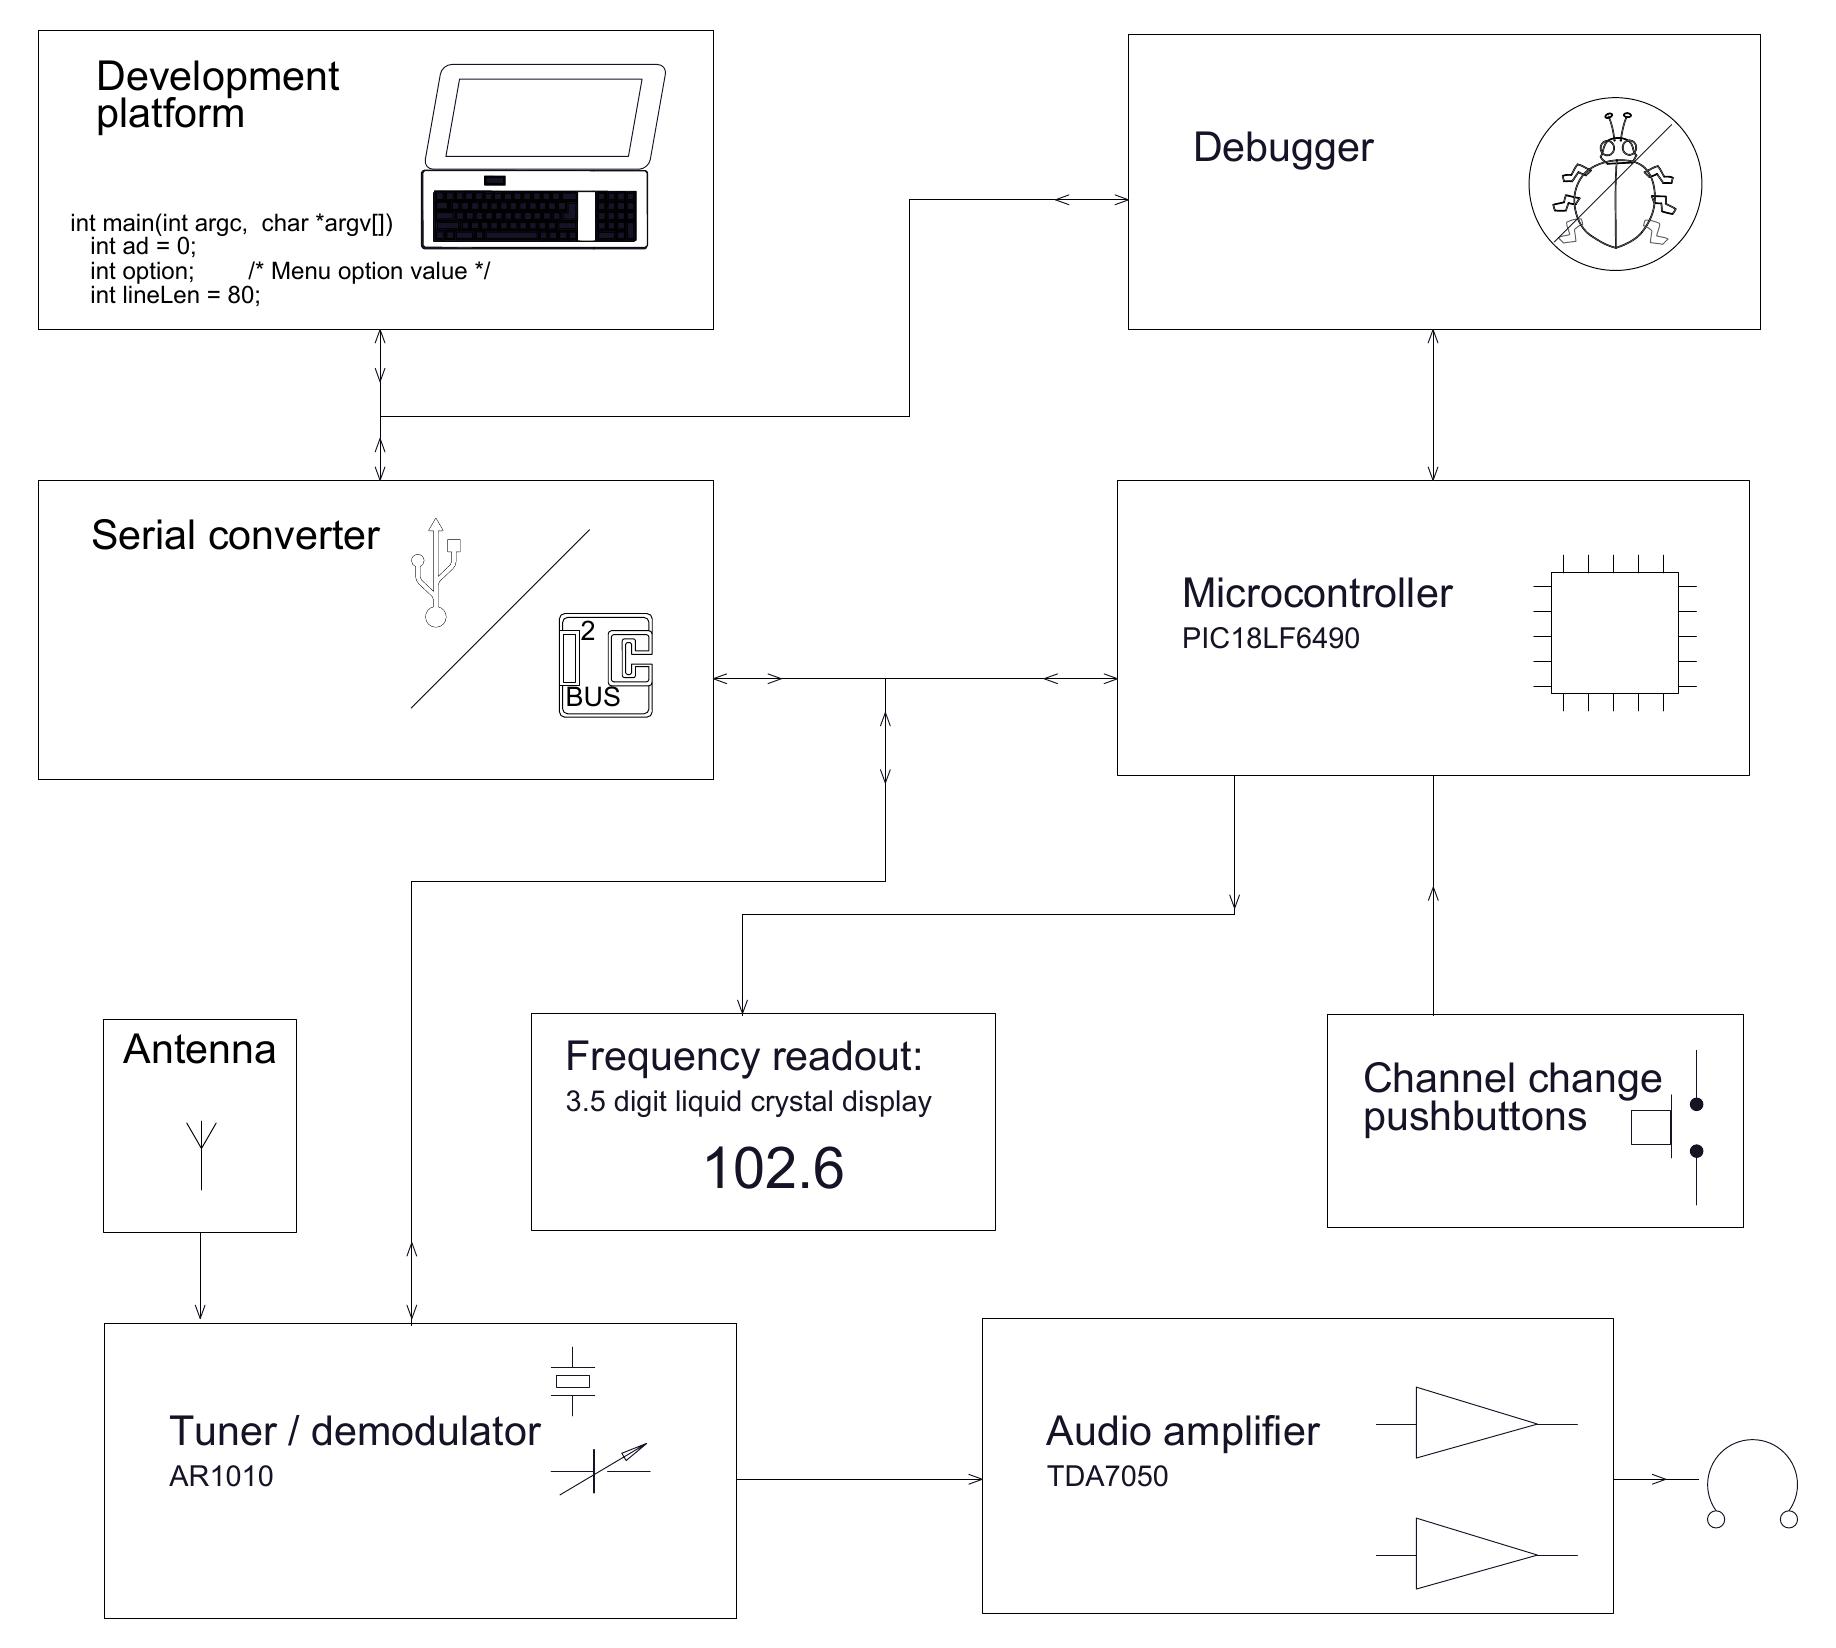 Development
platform
int main(int argc, char *argv[])
int ad = 0;
int option; /* Menu option value */
int lineLen = 80;
Debugger
Serial converter
I2C
BUS
Microcontroller
PIC18LF6490
Antenna
Frequency readout:
3.5 digit liquid crystal display
102.6
Channel change
pushbuttons
Tuner / demodulator
AR1010
Audio amplifier
TDA7050